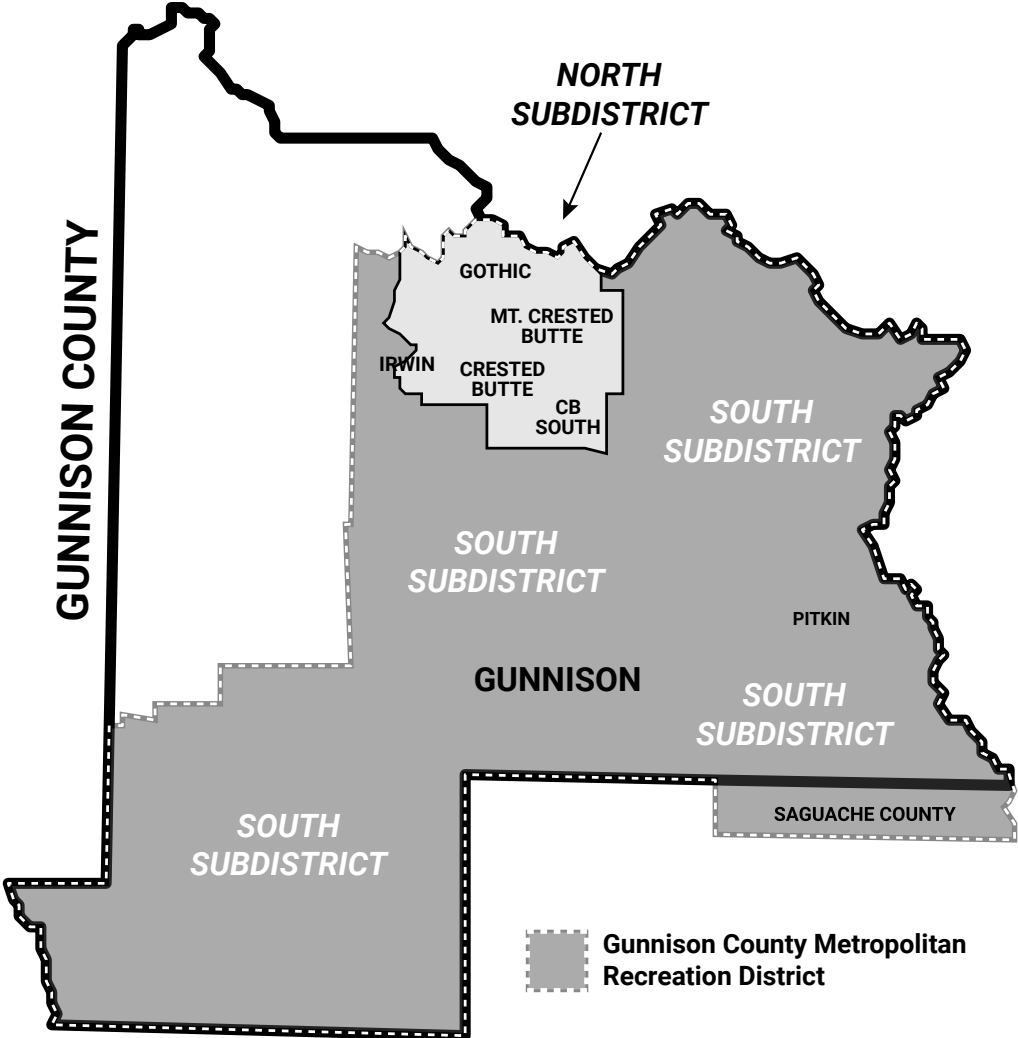 NORTH
SUBDISTRICT
GUNNISON COUNTY
GOTHIC
MT. CRESTED
BUTTE
IRWIN
CRESTED
BUTTE
CB
SOUTH
SOUTH
SUBDISTRICT
SOUTH
SUBDISTRICT
PITKIN
GUNNISON
SOUTH
SUBDISTRICT
SAGUACHE COUNTY
SOUTH
SUBDISTRICT
Gunnison County Metropolitan
Recreation District